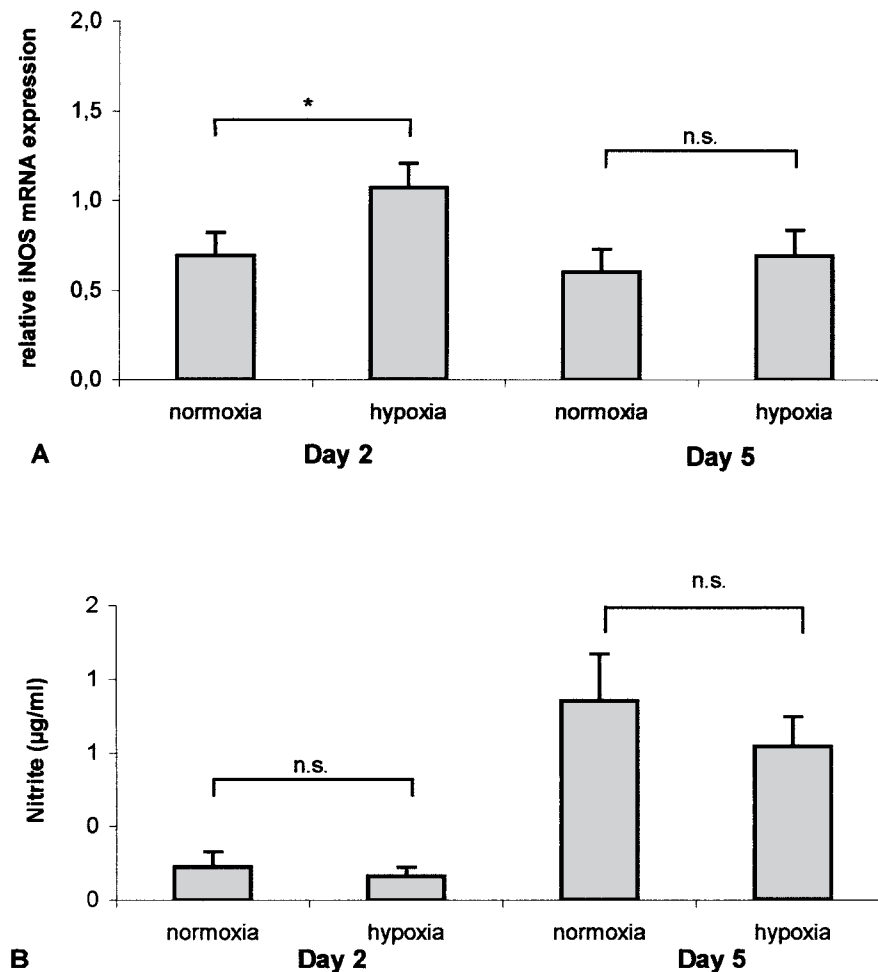 relative iNOS mRNA expression
2,0
1,5
1,0
0,5
0,0
*
n.s.
normoxia hypoxia normoxia hypoxia
A Day 2 Day 5
Nitrite (µg/ml)
2
1
1
0
0
n.s.
n.s.
normoxia hypoxia normoxia hypoxia
B Day 2 Day 5